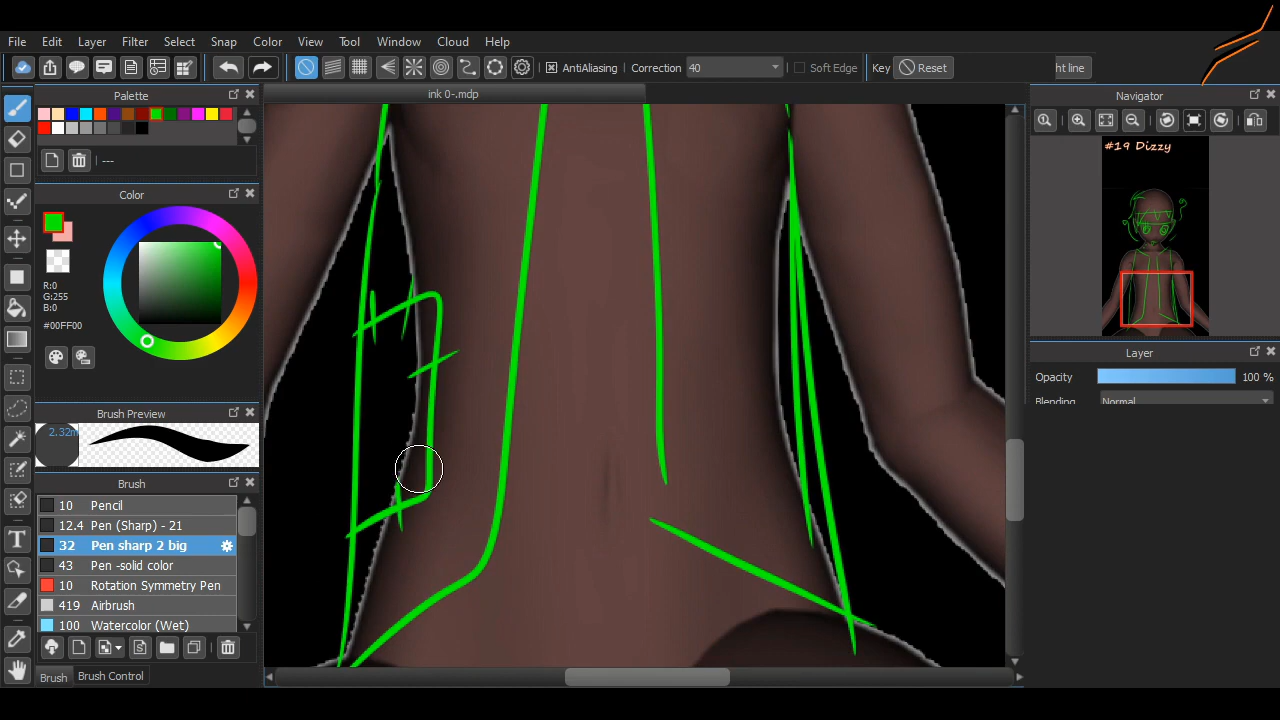 File Edit Layer Filter Select Snap Color View Tool Window Cloud Help
AntiAliasing Correction 40 Soft Edge Key Reset ht line
Palette
ink 0-.mdp
Navigator
#19 Dizzy
---
Color
R:0
G:255
B:0
#00FF00
Layer
Opacity 100 %
Blending Normal
Brush Preview
2.32m
Brush
10 Pencil
12.4 Pen (Sharp) - 21
32 Pen sharp 2 big
43 Pen -solid color
10 Rotation Symmetry Pen
419 Airbrush
100 Watercolor (Wet)
Brush Brush Control